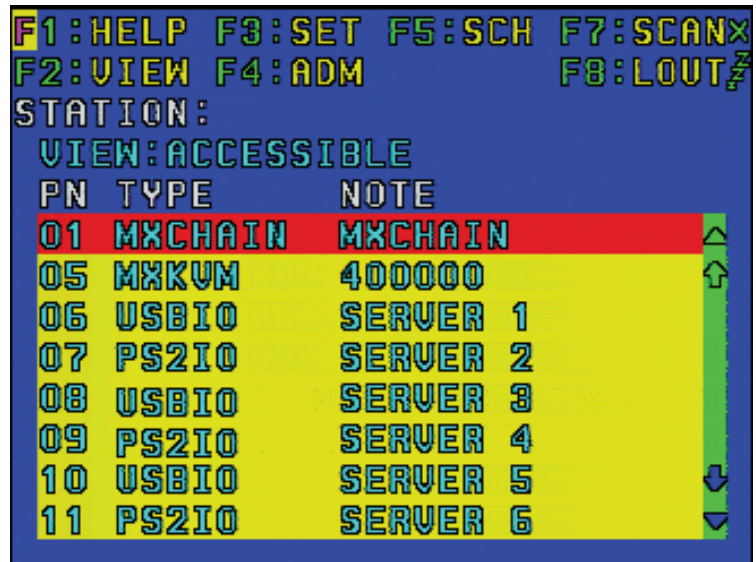 F1:HELP F3:SET F5:SCH F7:SCANX
F2:VIEW F4:ADM F8:LOUTzzz
STATION:
VIEW:ACCESSIBLE
PN TYPE NOTE
01 MXCHAIN MXCHAIN
05 MXKVM 400000
06 USBIO SERVER 1
07 PS2IO SERVER 2
08 USBIO SERVER 3
09 PS2IO SERVER 4
10 USBIO SERVER 5
11 PS2IO SERVER 6